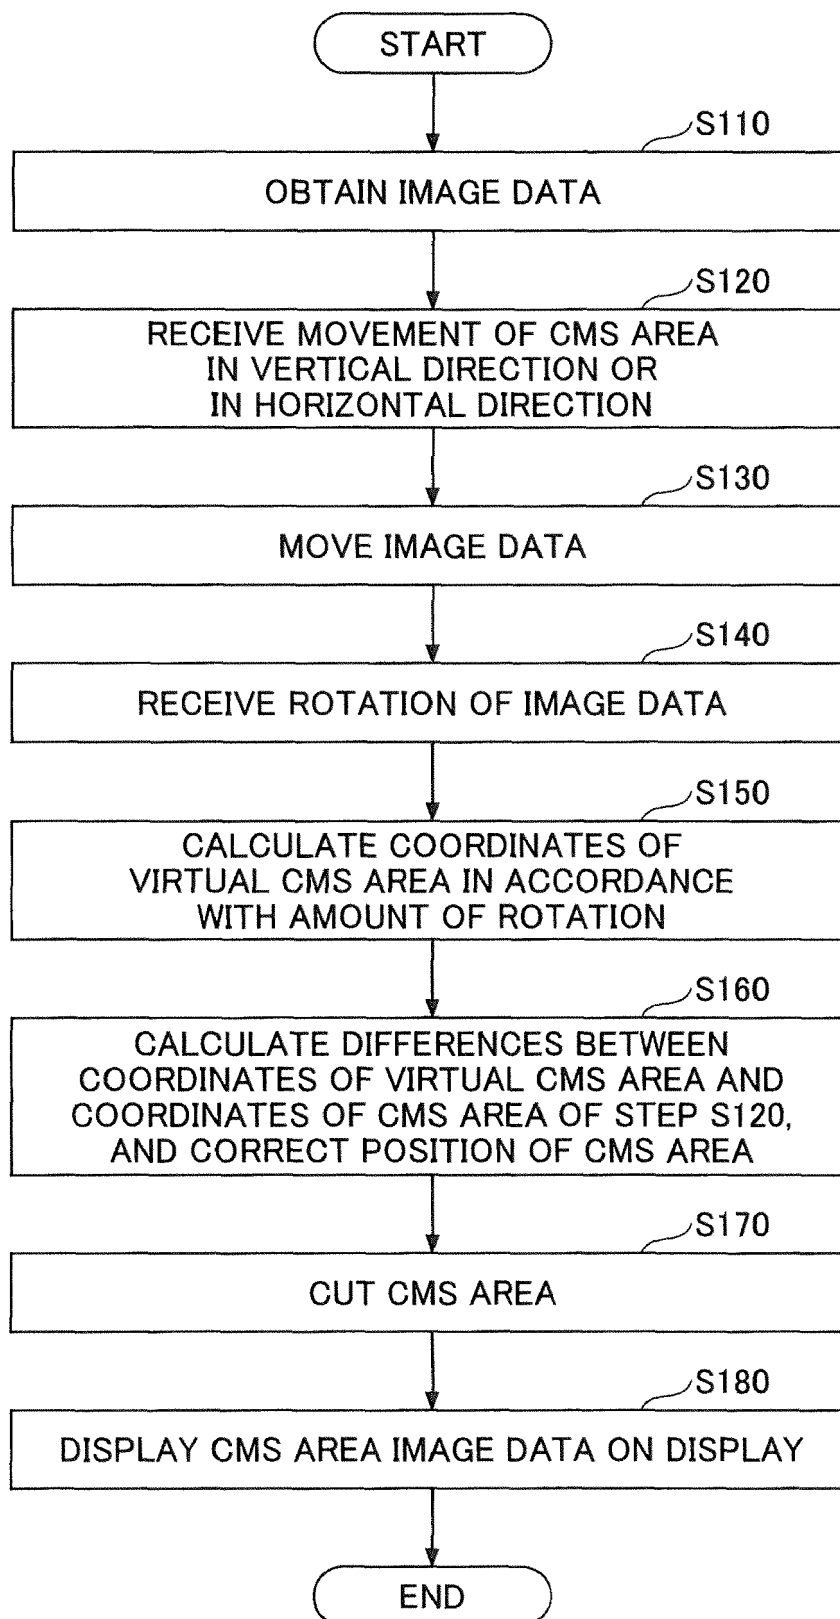 START
S110
OBTAIN IMAGE DATA
S120
RECEIVE MOVEMENT OF CMS AREA
IN VERTICAL DIRECTION OR
IN HORIZONTAL DIRECTION
S130
MOVE IMAGE DATA
S140
RECEIVE ROTATION OF IMAGE DATA
S150
CALCULATE COORDINATES OF
VIRTUAL CMS AREA IN ACCORDANCE
WITH AMOUNT OF ROTATION
S160
CALCULATE DIFFERENCES BETWEEN
COORDINATES OF VIRTUAL CMS AREA AND
COORDINATES OF CMS AREA OF STEP S120,
AND CORRECT POSITION OF CMS AREA
S170
CUT CMS AREA
S180
DISPLAY CMS AREA IMAGE DATA ON DISPLAY
END